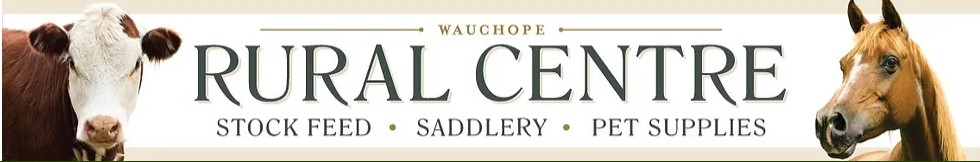 WAUCHOPE
RURAL CENTRE
STOCK FEED • SADDLERY • PET SUPPLIES